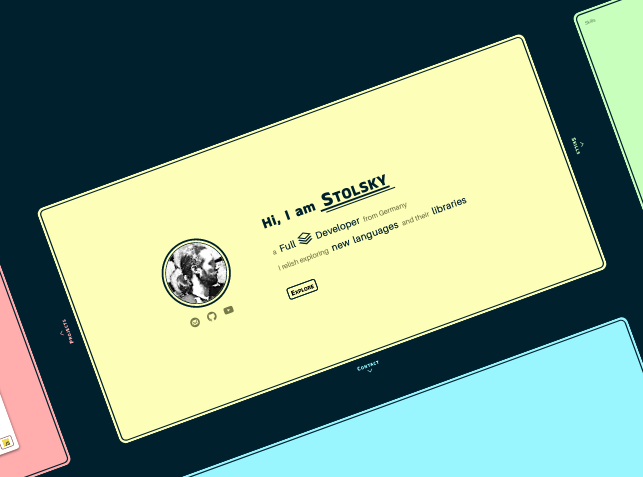 Skills
Hi, I am STOLSKY
a Full Developer from Germany
I relish exploring new languages and their libraries
EXPLORE
SKILLS
PROJECTS
CONTACT